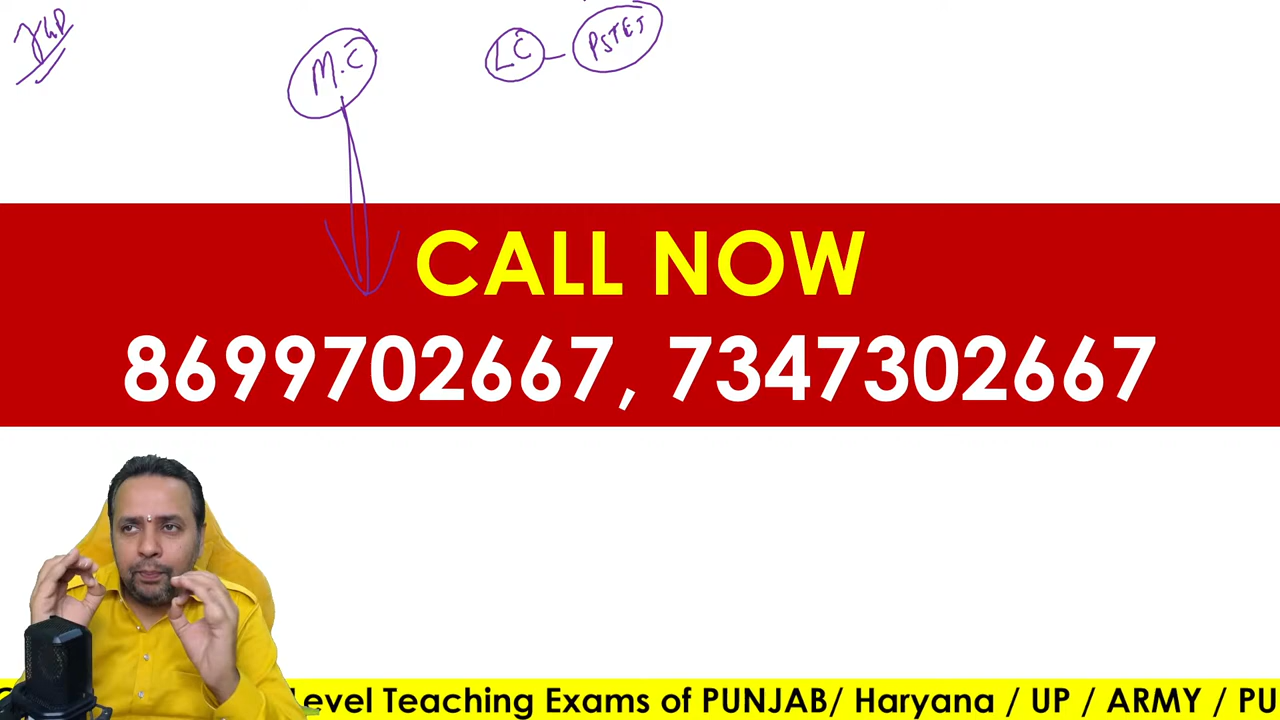 M.C
LC - PSTET
CALL NOW
8699702667, 7347302667
Level Teaching Exams of PUNJAB/ Haryana / UP / ARMY / PU